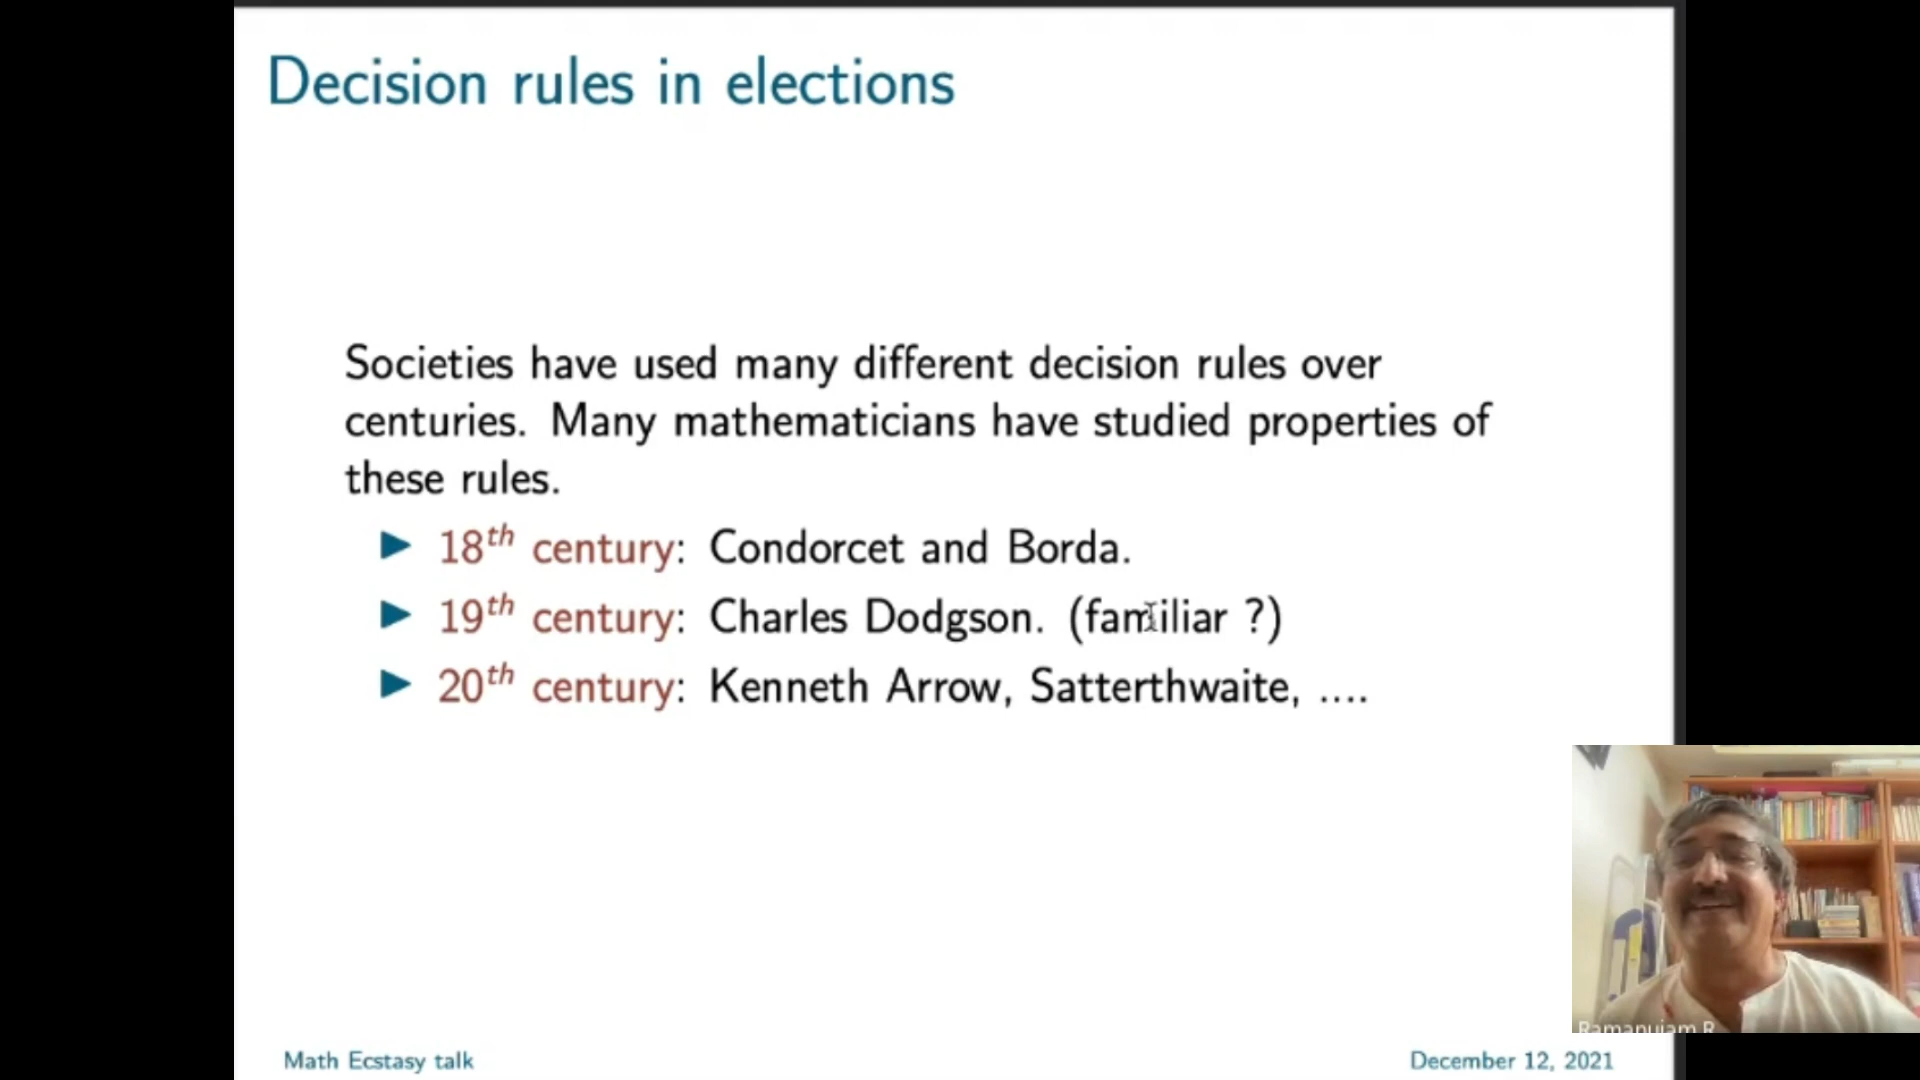 Decision rules in elections
Societies have used many different decision rules over
centuries. Many mathematicians have studied properties of
these rules.
▶ 18th century: Condorcet and Borda.
▶ 19th century: Charles Dodgson. (familiar ?)
▶ 20th century: Kenneth Arrow, Satterthwaite, ....
Ramanujam R
Math Ecstasy talk
December 12, 2021